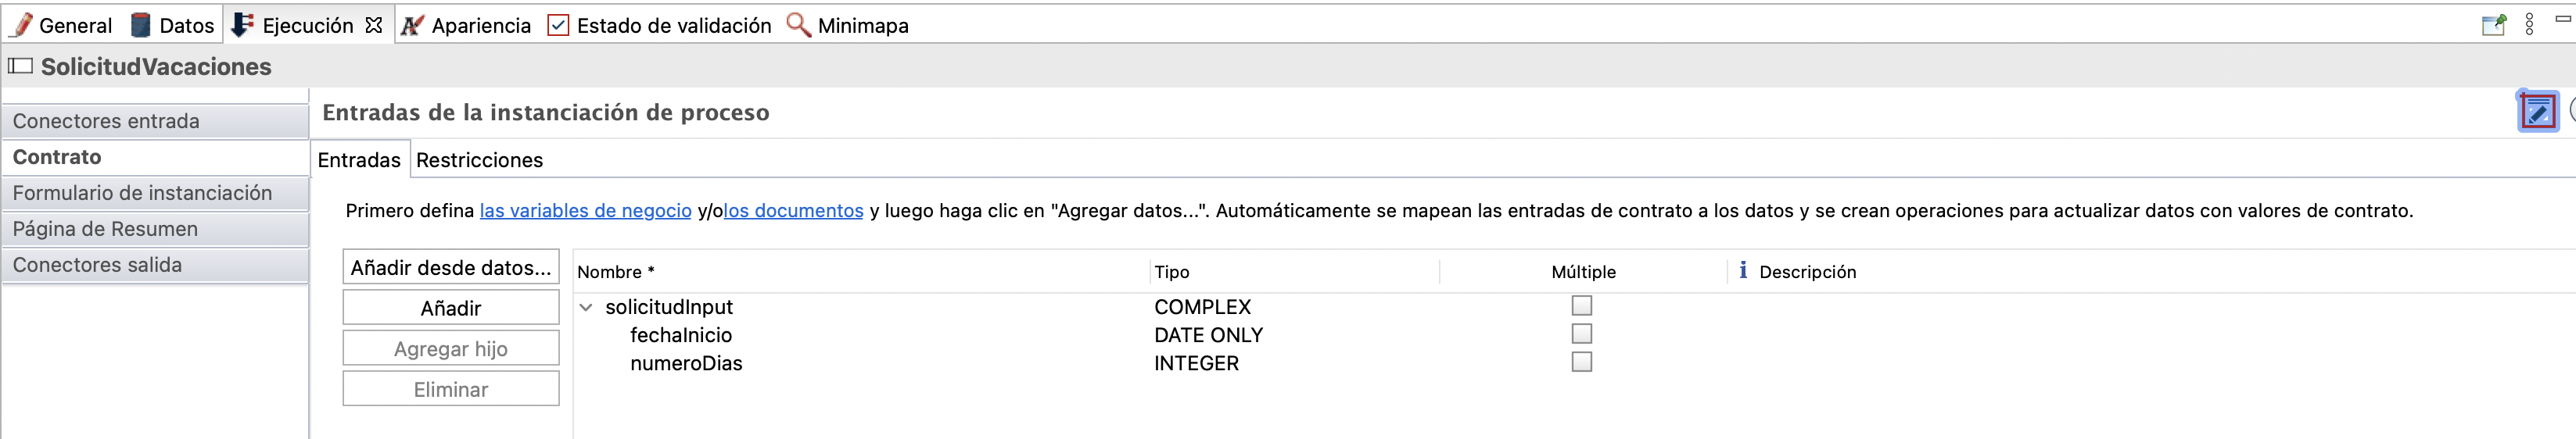 General Datos Ejecución Apariencia Estado de validación Minimapa
SolicitudVacaciones
Conectores entrada
Contrato
Formulario de instanciación
Página de Resumen
Conectores salida
Entradas de la instanciación de proceso
Entradas Restricciones
Primero defina las variables de negocio y/olos documentos y luego haga clic en "Agregar datos...". Automáticamente se mapean las entradas de contrato a los datos y se crean operaciones para actualizar datos con valores de contrato.
Añadir desde datos...
Añadir
Agregar hijo
Eliminar
Nombre * Tipo Múltiple i Descripción
solicitudInput COMPLEX
fechaInicio DATE ONLY
numeroDias INTEGER